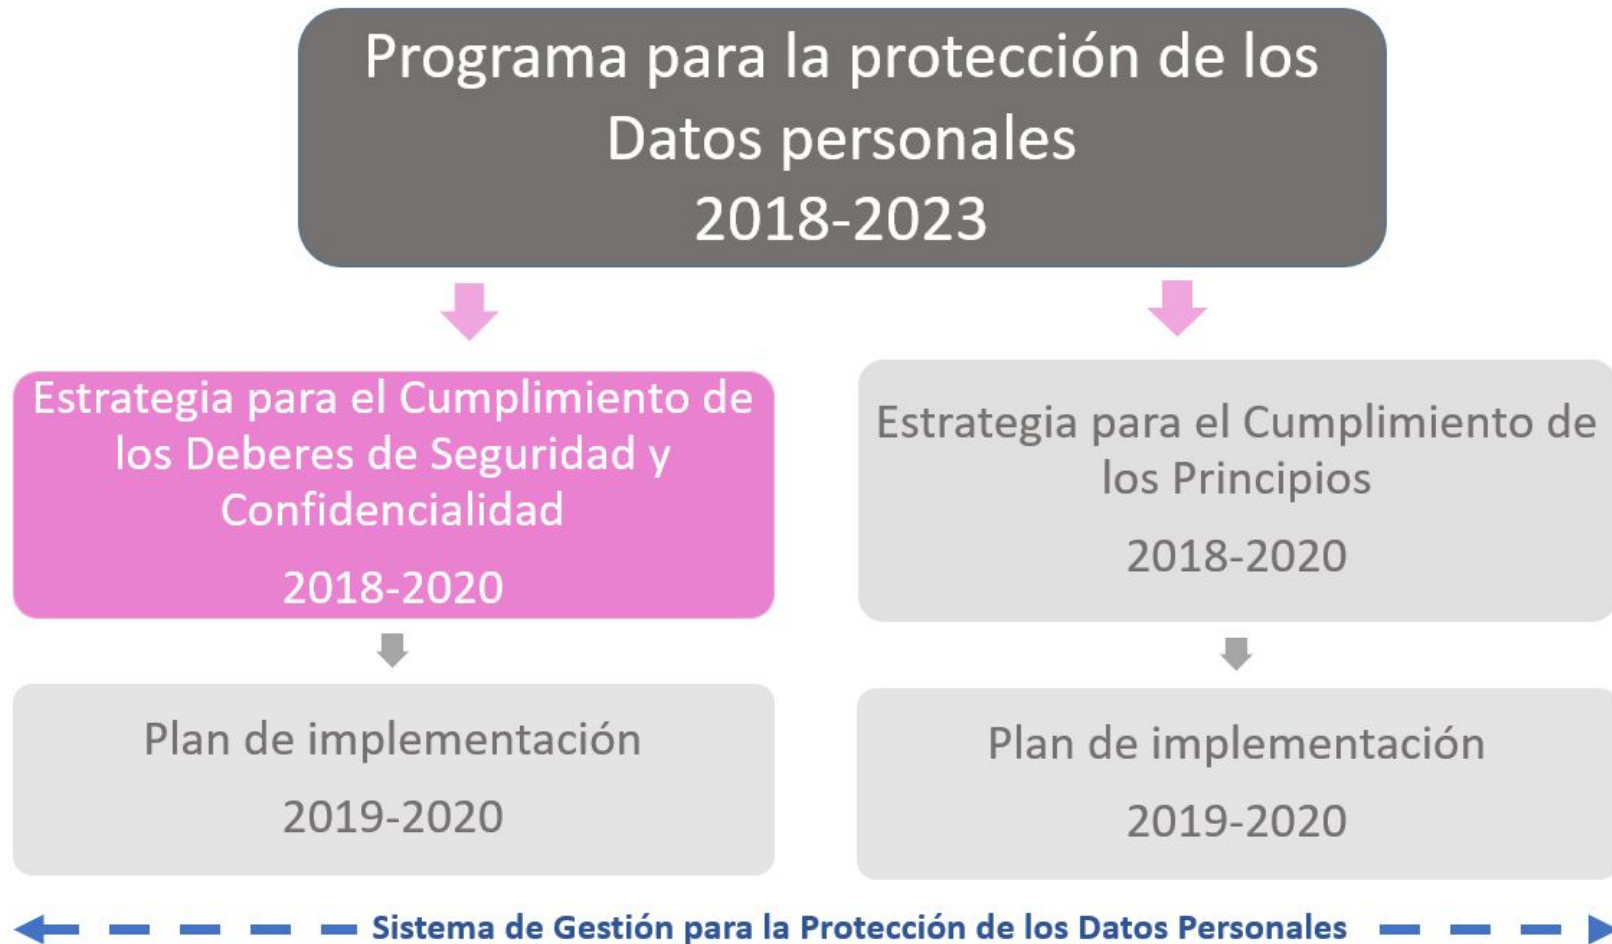 Programa para la protección de los
Datos personales
2018-2023
Estrategia para el Cumplimiento de
los Deberes de Seguridad y
Confidencialidad
2018-2020
Estrategia para el Cumplimiento de
los Principios
2018-2020
Plan de implementación
2019-2020
Plan de implementación
2019-2020
Sistema de Gestión para la Protección de los Datos Personales